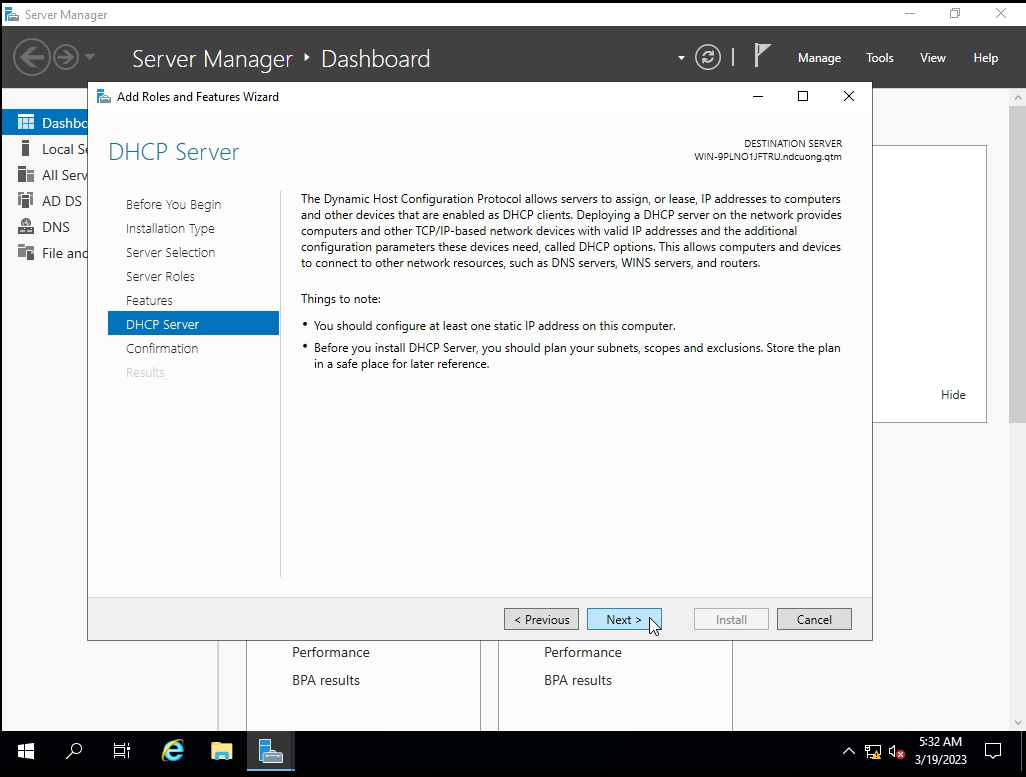 Server Manager
Server Manager ‣ Dashboard
Manage Tools View Help
Add Roles and Features Wizard
DHCP Server
DESTINATION SERVER
WIN-9PLNO1JFTRU.ndcuong.qtm
Dashbo
Local Se
All Serv
AD DS
DNS
File and
Before You Begin
Installation Type
Server Selection
Server Roles
Features
DHCP Server
Confirmation
Results
The Dynamic Host Configuration Protocol allows servers to assign, or lease, IP addresses to computers
and other devices that are enabled as DHCP clients. Deploying a DHCP server on the network provides
computers and other TCP/IP-based network devices with valid IP addresses and the additional
configuration parameters these devices need, called DHCP options. This allows computers and devices
to connect to other network resources, such as DNS servers, WINS servers, and routers.
Things to note:
• You should configure at least one static IP address on this computer.
• Before you install DHCP Server, you should plan your subnets, scopes and exclusions. Store the plan
in a safe place for later reference.
Hide
< Previous Next > Install Cancel
Performance Performance
BPA results BPA results
5:32 AM
3/19/2023